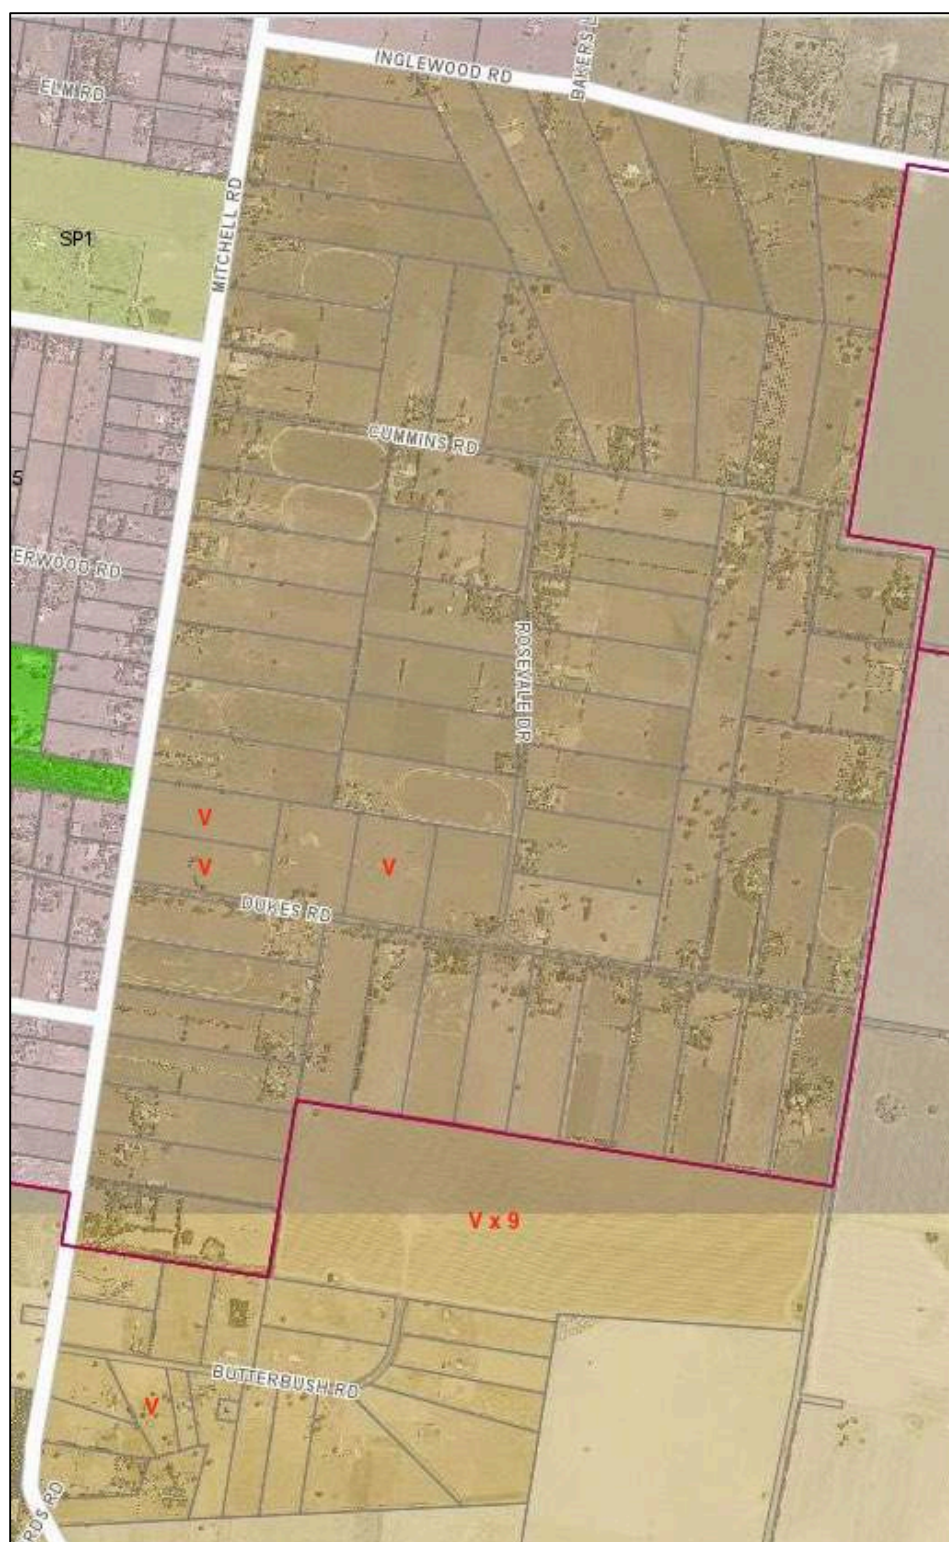 INGLEWOOD RD
BAKERS L
ELM RD
MITCHELL RD
SP1
CUMMINS RD
5
ERWOOD RD
ROSEVALE DR
V
V
V
DUKES RD
V x 9
BUTTERBUSH RD
V
RDS RD